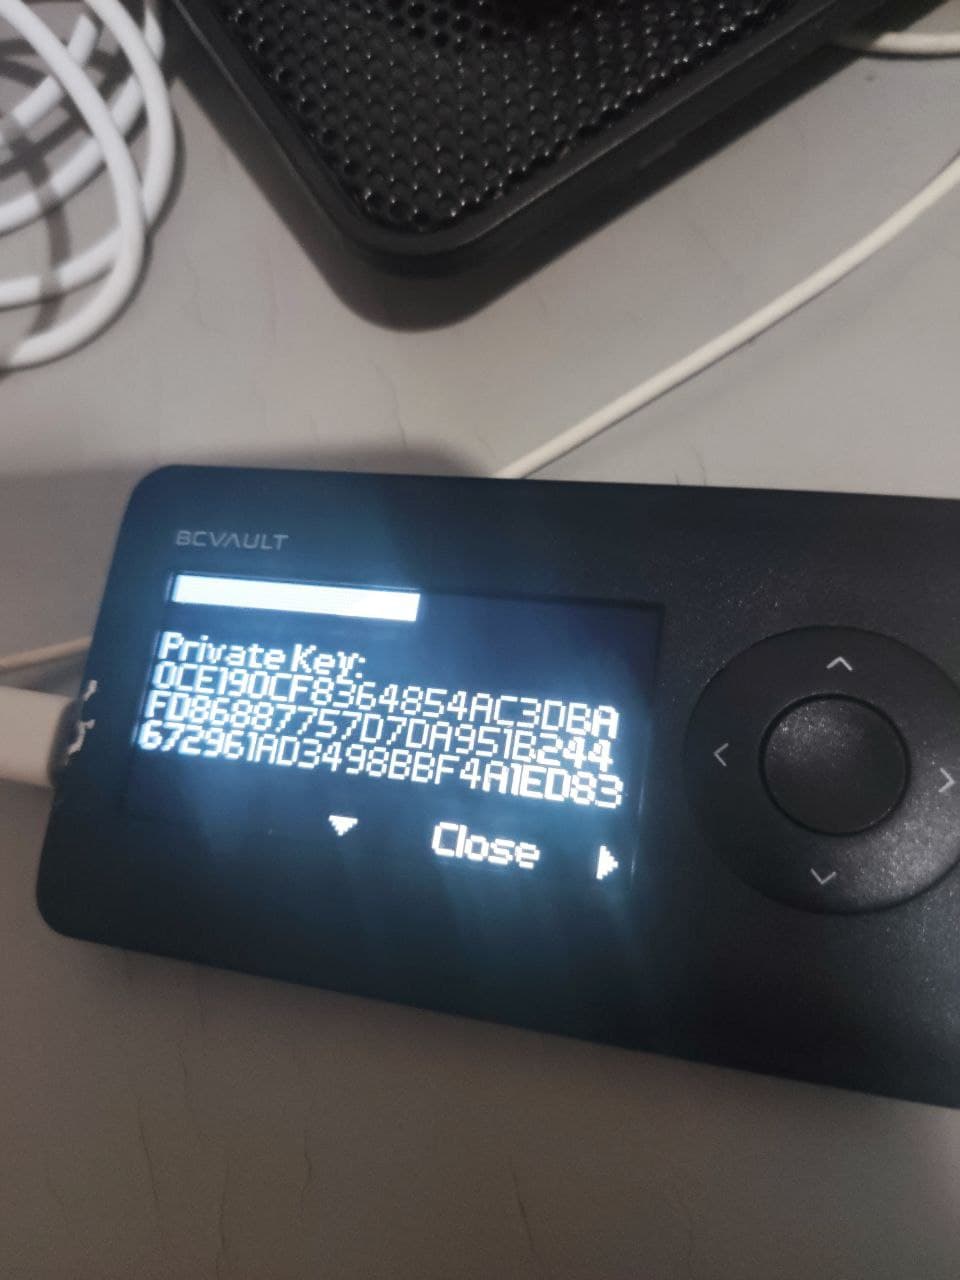 BCVAULT
Private Key:
0CE190CF8364854AC3DBA
FD86887757D7DA951B244
672961AD3498BBF4A1ED83
Close